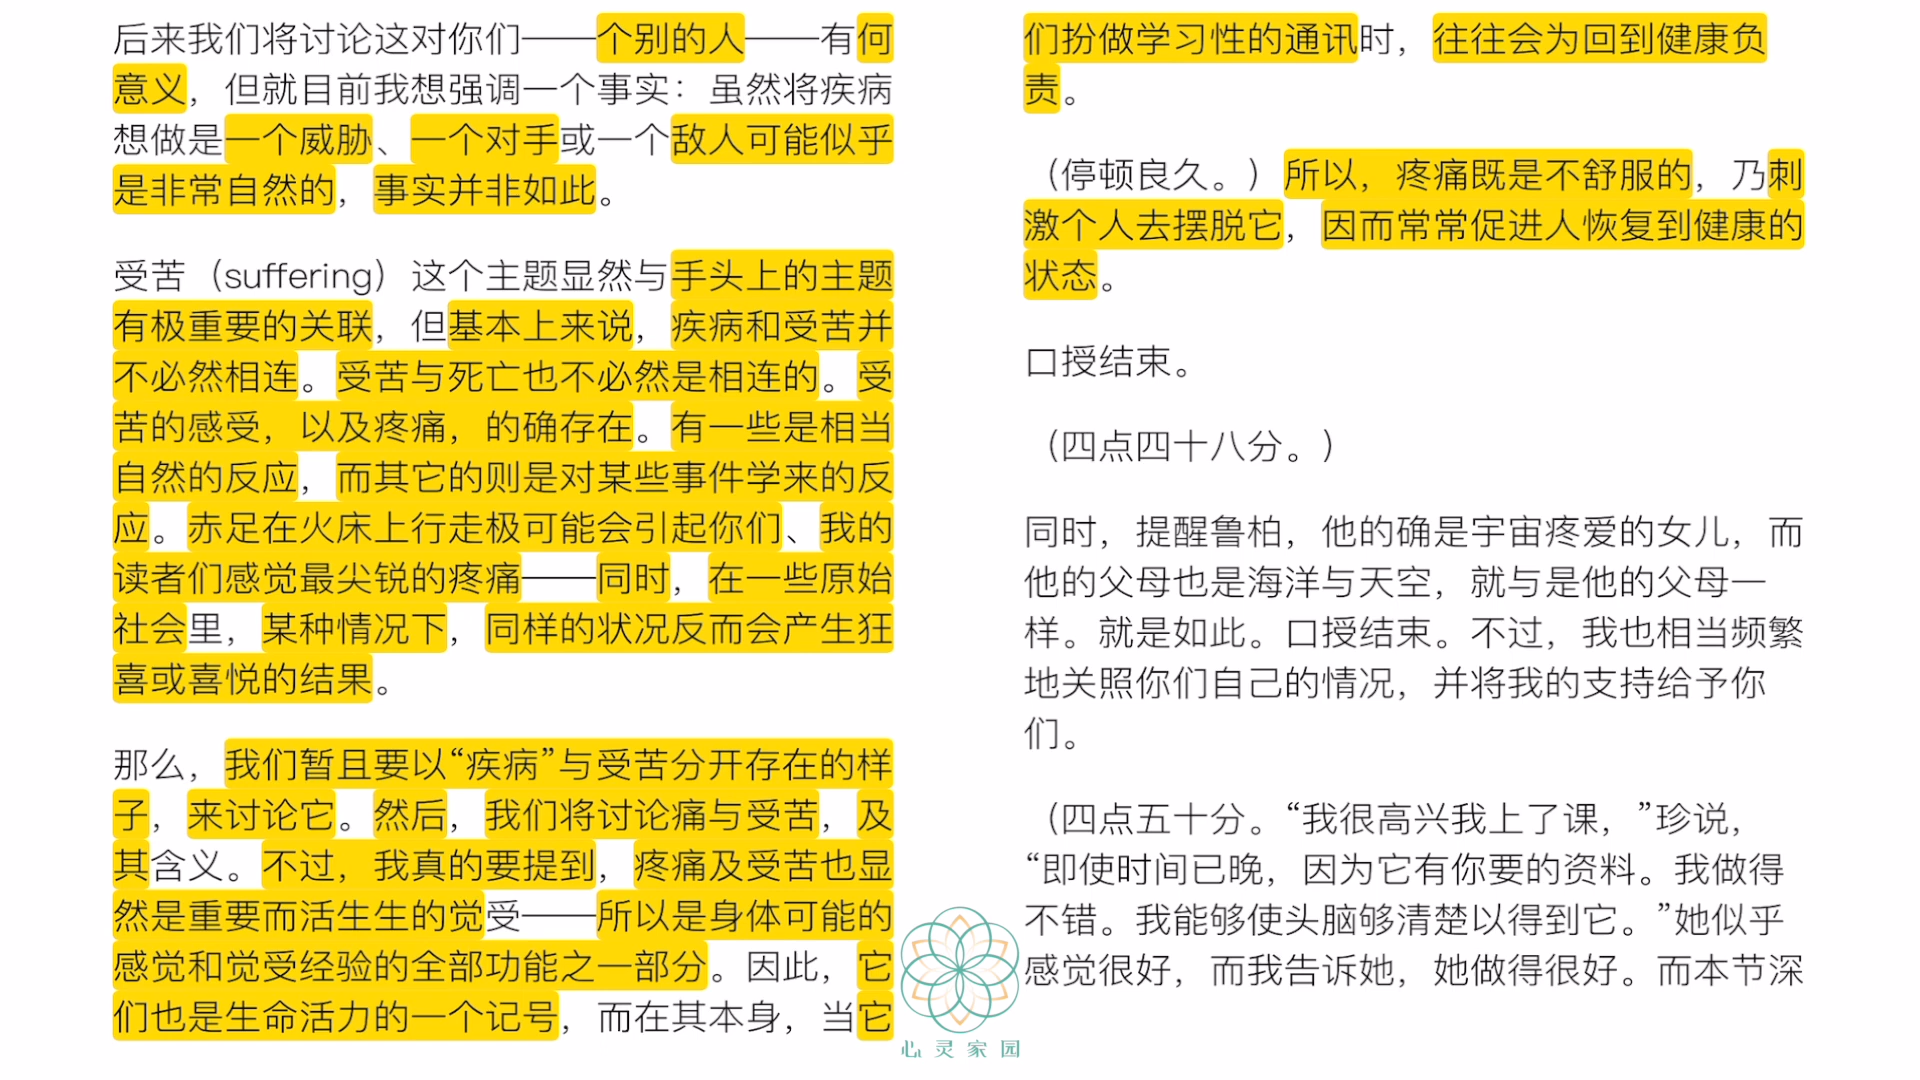 后来我们将讨论这对你们——个别的人——有何
意义，但就目前我想强调一个事实：虽然将疾病
想做是一个威胁、一个对手或一个敌人可能似乎
是非常自然的，事实并非如此。
受苦（suffering）这个主题显然与手头上的主题
有极重要的关联，但基本上来说，疾病和受苦并
不必然相连。受苦与死亡也不必然是相连的。受
苦的感受，以及疼痛，的确存在。有一些是相当
自然的反应，而其它的则是对某些事件学来的反
应。赤足在火床上行走极可能会引起你们、我的
读者们感觉最尖锐的疼痛——同时，在一些原始
社会里，某种情况下，同样的状况反而会产生狂
喜或喜悦的结果。
那么，我们暂且要以“疾病”与受苦分开存在的样
子，来讨论它。然后，我们将讨论痛与受苦，及
其含义。不过，我真的要提到，疼痛及受苦也显
然是重要而活生生的觉受——所以是身体可能的
感觉和觉受经验的全部功能之一部分。因此，它
们也是生命活力的一个记号，而在其本身，当它
们扮做学习性的通讯时，往往会为回到健康负
责。
（停顿良久。）所以，疼痛既是不舒服的，乃刺
激个人去摆脱它，因而常常促进人恢复到健康的
状态。
口授结束。
（四点四十八分。）
同时，提醒鲁柏，他的确是宇宙疼爱的女儿，而
他的父母也是海洋与天空，就与是他的父母一
样。就是如此。口授结束。不过，我也相当频繁
地关照你们自己的情况，并将我的支持给予你
们。
（四点五十分。“我很高兴我上了课，”珍说，
“即使时间已晚，因为它有你要的资料。我做得
不错。我能够使头脑够清楚以得到它。”她似乎
感觉很好，而我告诉她，她做得很好。而本节深
心灵家园